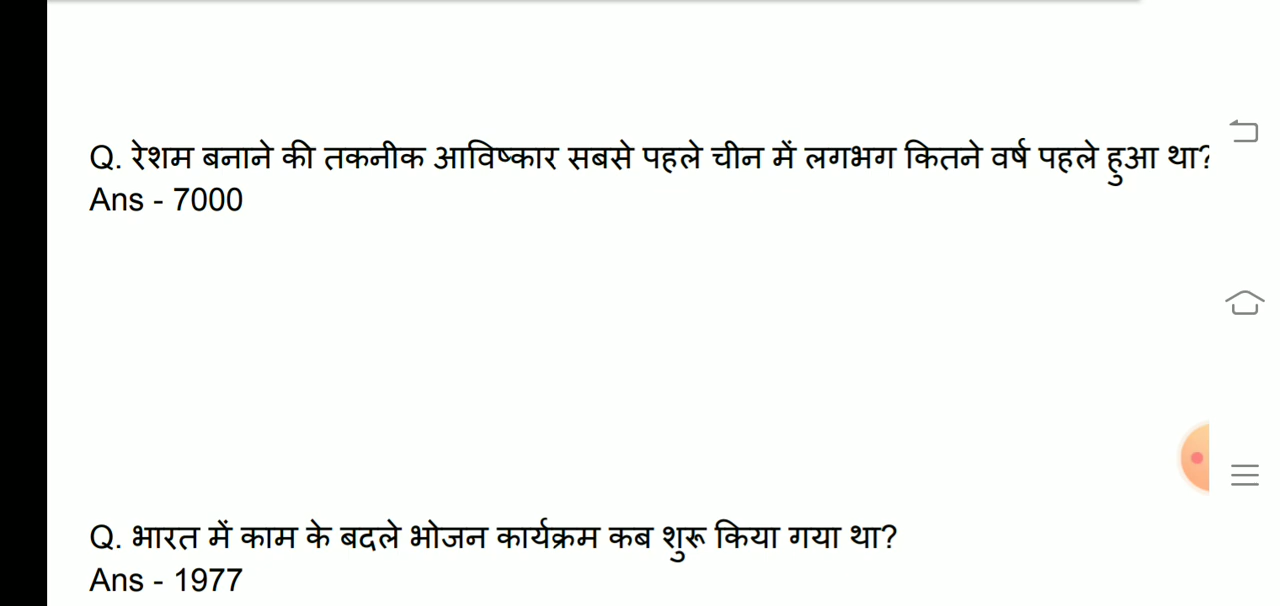 Q. रेशम बनाने की तकनीक आविष्कार सबसे पहले चीन में लगभग कितने वर्ष पहले हुआ था?
Ans - 7000
Q. भारत में काम के बदले भोजन कार्यक्रम कब शुरू किया गया था?
Ans - 1977